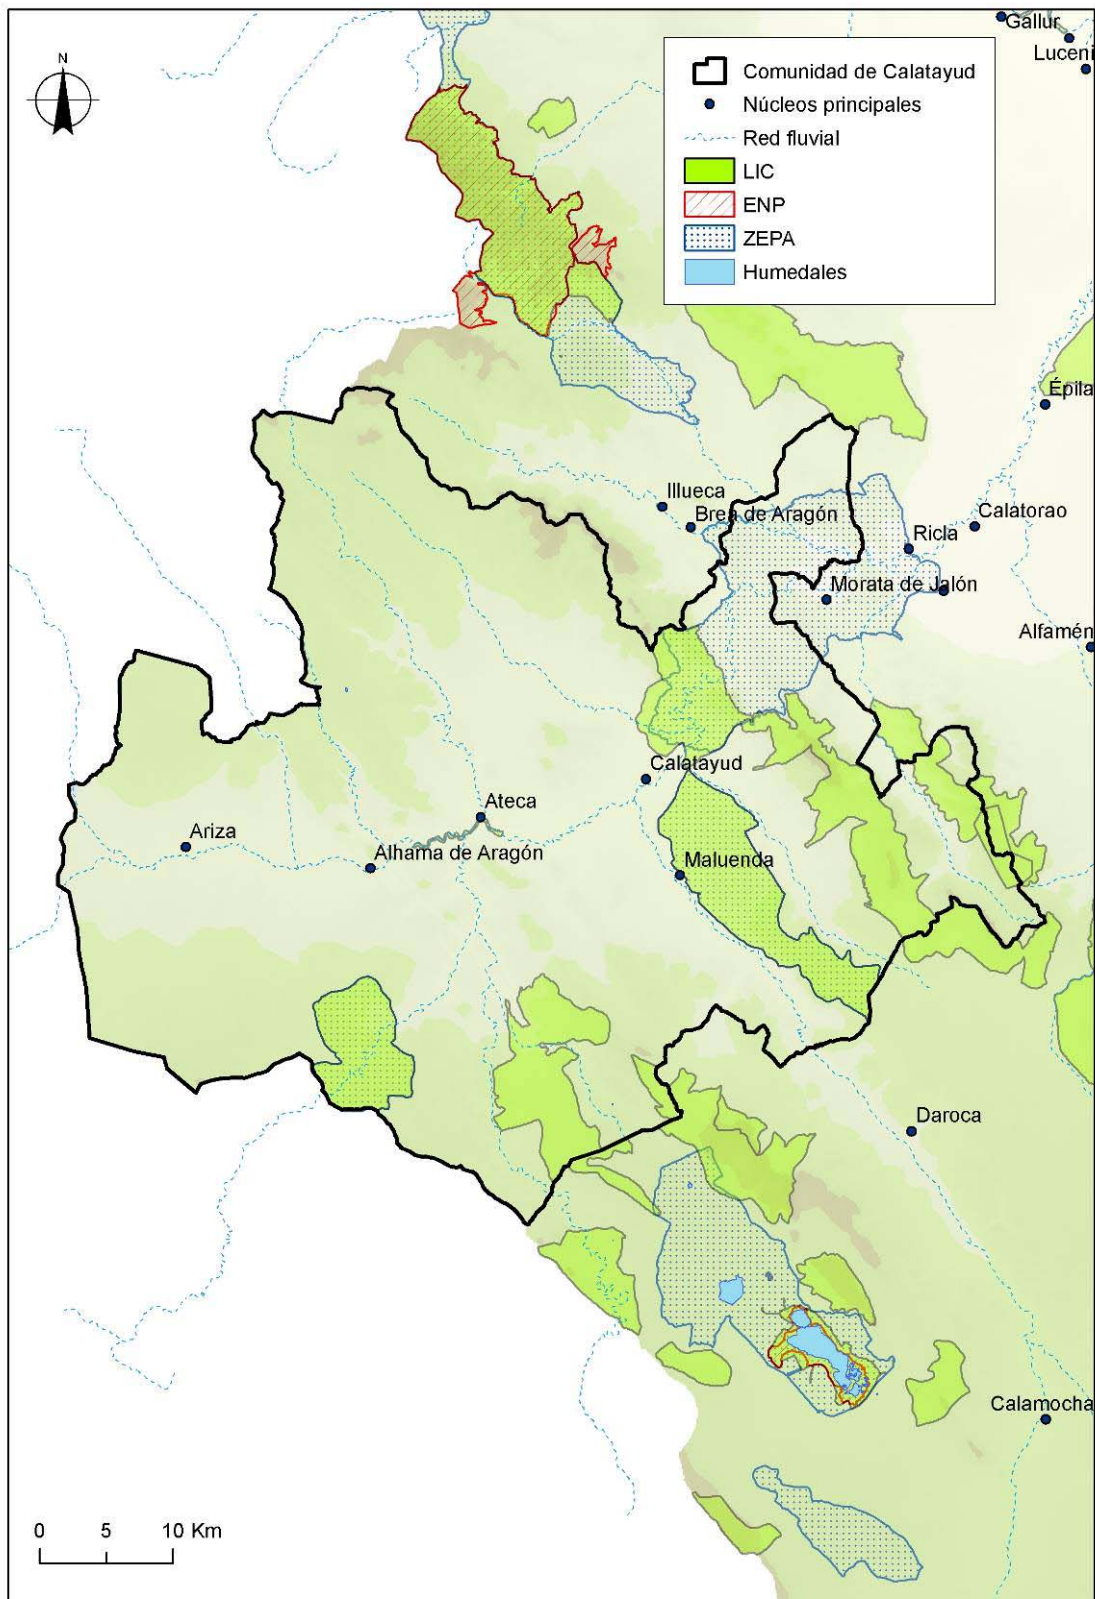 Gallur
Luceni
N
Comunidad de Calatayud
Núcleos principales
Red fluvial
LIC
ENP
ZEPA
Humedales
Épila
Illueca
Brea de Aragón
Calatorao
Ricla
Morata de Jalón
Alfamén
Calatayud
Ateca
Ariza
Alhama de Aragón
Maluenda
Daroca
Calamocha
0 5 10 Km